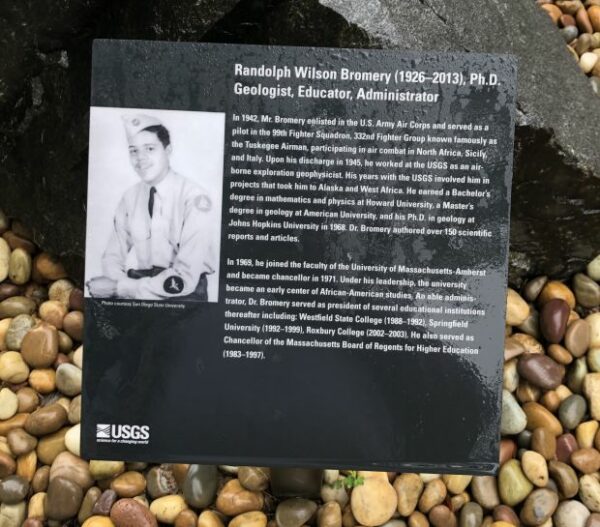 Randolph Wilson Bromery (1926–2013), Ph.D.
Geologist, Educator, Administrator
In 1942, Mr. Bromery enlisted in the U.S. Army Air Corps and served as a
pilot in the 99th Fighter Squadron, 332nd Fighter Group known famously as
the Tuskegee Airman, participating in air combat in North Africa, Sicily,
and Italy. Upon his discharge in 1945, he worked at the USGS as an air-
borne exploration geophysicist. His years with the USGS involved him in
projects that took him to Alaska and West Africa. He earned a Bachelor's
degree in mathematics and physics at Howard University, a Master's
degree in geology at American University, and his Ph.D. in geology at
Johns Hopkins University in 1968. Dr. Bromery authored over 150 scientific
reports and articles.
In 1969, he joined the faculty of the University of Massachusetts-Amherst
and became chancellor in 1971. Under his leadership, the university
became an early center of African-American studies. An able adminis-
trator, Dr. Bromery served as president of several educational institutions
thereafter including: Westfield State College (1988–1992), Springfield
University (1992–1999), Roxbury College (2002–2003). He also served as
Chancellor of the Massachusetts Board of Regents for Higher Education
(1983–1997).
Photo courtesy San Diego State University
USGS
science for a changing world